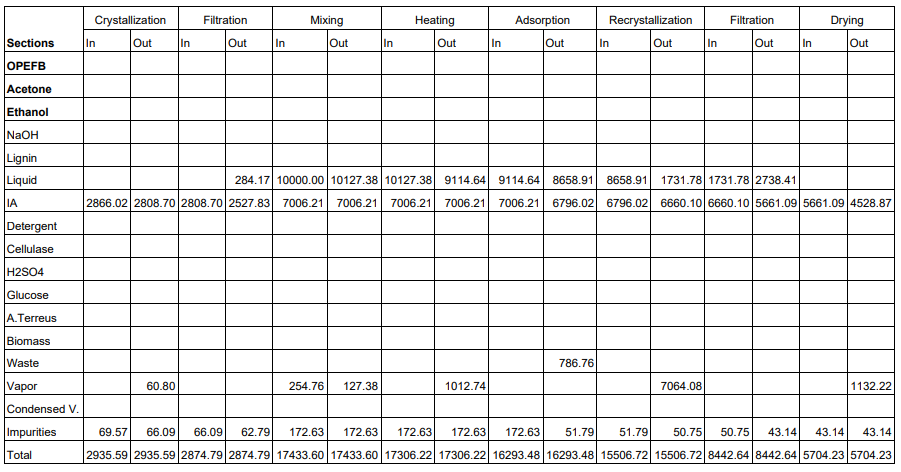 Crystallization Filtration Mixing Heating Adsorption Recrystallization Filtration Drying
Sections In Out In Out In Out In Out In Out In Out In Out In Out
OPEFB
Acetone
Ethanol
NaOH
Lignin
Liquid 284.17 10000.00 10127.38 10127.38 9114.64 9114.64 8658.91 8658.91 1731.78 1731.78 2738.41
IA 2866.02 2808.70 2808.70 2527.83 7006.21 7006.21 7006.21 7006.21 7006.21 6796.02 6796.02 6660.10 6660.10 5661.09 5661.09 4528.87
Detergent
Cellulase
H2SO4
Glucose
A.Terreus
Biomass
Waste 786.76
Vapor 60.80 254.76 127.38 1012.74 7064.08 1132.22
Condensed V.
Impurities 69.57 66.09 66.09 62.79 172.63 172.63 172.63 172.63 172.63 51.79 51.79 50.75 50.75 43.14 43.14 43.14
Total 2935.59 2935.59 2874.79 2874.79 17433.60 17433.60 17306.22 17306.22 16293.48 16293.48 15506.72 15506.72 8442.64 8442.64 5704.23 5704.23